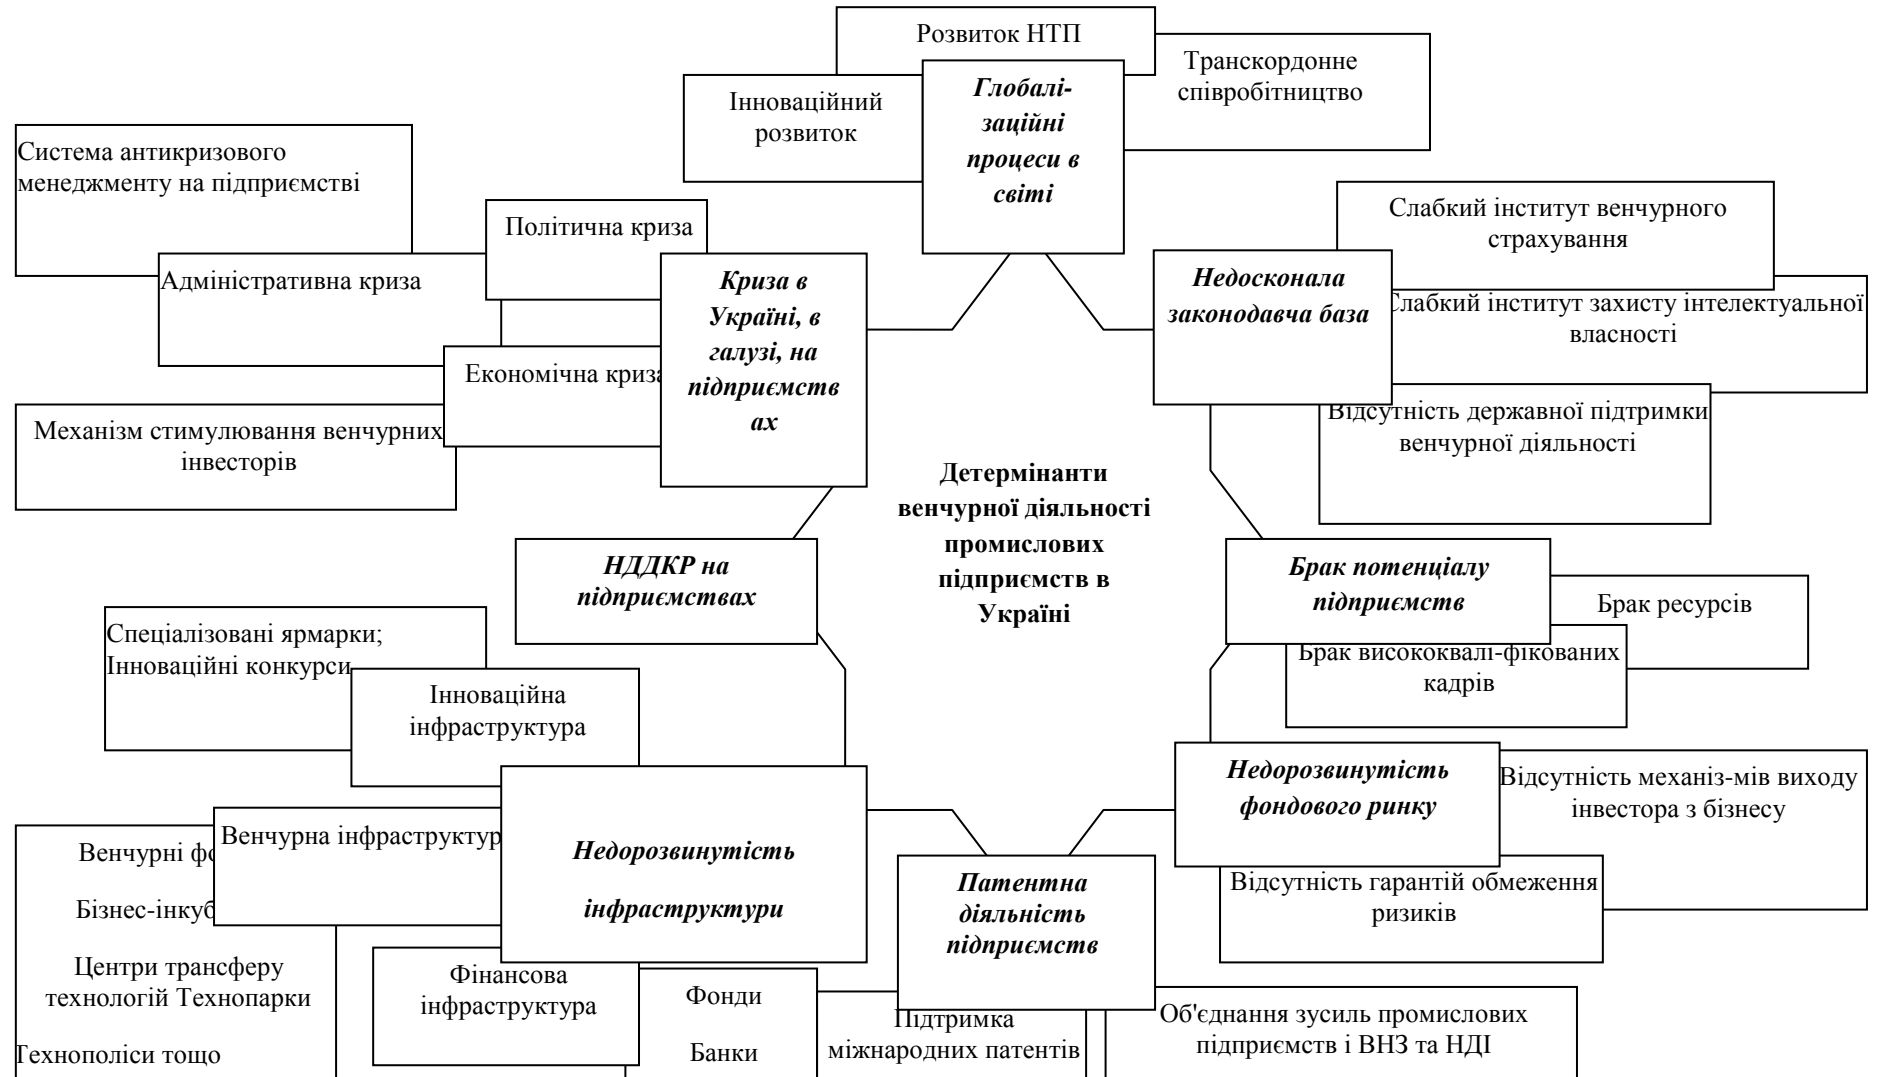 Розвиток НТП
Транскордонне
співробітництво
Інноваційний
розвиток
Глобалі-
заційні
процеси в
світі
Система антикризового
менеджменту на підприємстві
Політична криза
Адміністративна криза
Економічна криза
Криза в
Україні, в
галузі, на
підприємств
ах
Механізм стимулювання венчурних
інвесторів
Слабкий інститут венчурного
страхування
Недосконала
законодавча база
Слабкий інститут захисту інтелектуальної
власності
Відсутність державної підтримки
венчурної діяльності
Детермінанти
венчурної діяльності
промислових
підприємств в
Україні
НДДКР на
підприємствах
Брак потенціалу
підприємств
Брак ресурсів
Брак висококвалі-фікованих
кадрів
Спеціалізовані ярмарки;
Інноваційні конкурси
Інноваційна
інфраструктура
Недорозвинутість
фондового ринку
Відсутність механіз-мів виходу
інвестора з бізнесу
Відсутність гарантій обмеження
ризиків
Венчурна інфраструктур
Недорозвинутість
інфраструктури
Венчурні
Бізнес-інкуб
Центри трансферу
технологій Технопарки
Технополіси тощо
Фінансова
інфраструктура
Фонди
Банки
Патентна
діяльність
підприємств
Підтримка
міжнародних патентів
Об'єднання зусиль промислових
підприємств і ВНЗ та НДІ